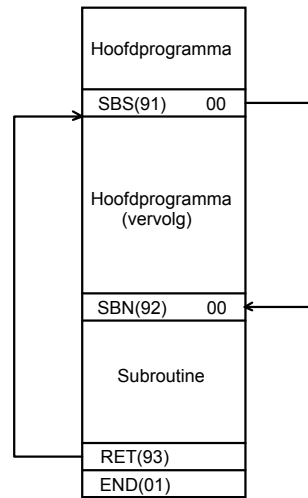 Hoofdprogramma
SBS(91) 00
Hoofdprogramma
(vervolg)
SBN(92) 00
Subroutine
RET(93)
END(01)